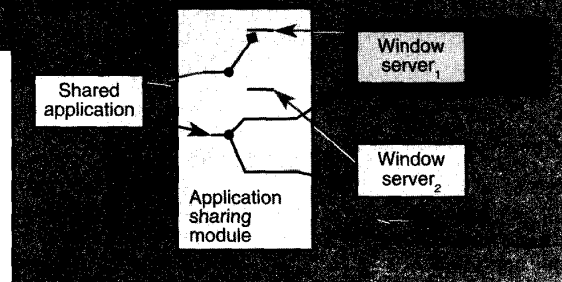 Window
server₁
Shared
application
Window
server₂
Application
sharing
module